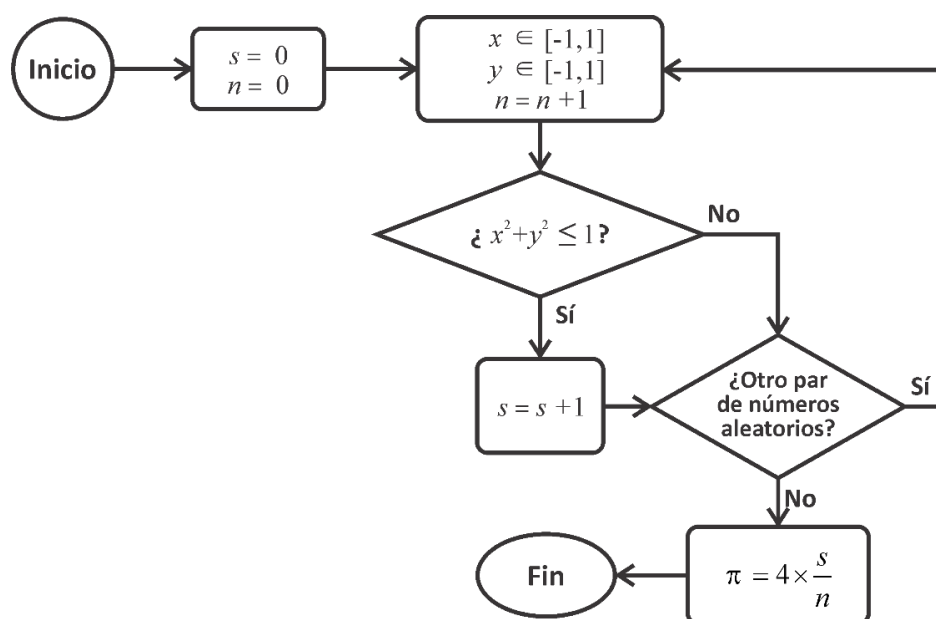 Inicio
s = 0
n = 0
x ∈ [-1,1]
y ∈ [-1,1]
n = n +1
¿ x²+y² ≤ 1?
No
Sí
s = s +1
¿Otro par
de números
aleatorios?
Sí
No
π = 4 × s/n
Fin